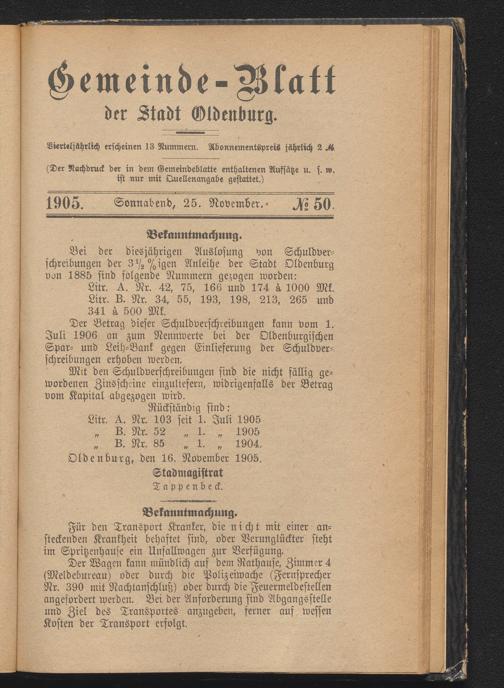 Gemeinde-Blatt
der Stadt Oldenburg.
Vierteljährlich erscheinen 13 Nummern. Abonnementspreis jährlich 2 ℳ
(Der Nachdruck der in dem Gemeindeblatte enthaltenen Aufsätze u. s. w.
ist nur mit Quellenangabe gestattet.)
1905. Sonnabend, 25. November. № 50.
Bekanntmachung.
Bei der diesjährigen Auslosung von Schuldver-
schreibungen der 3½ %igen Anleihe der Stadt Oldenburg
von 1885 sind folgende Nummern gezogen worden:
Litr. A. Nr. 42, 75, 166 und 174 à 1000 Mk.
Litr. B. Nr. 34, 55, 193, 198, 213, 265 und
341 à 500 Mk.
Der Betrag dieser Schuldverschreibungen kann vom 1.
Juli 1906 an zum Nennwerte bei der Oldenburgischen
Spar- und Leih-Bank gegen Einlieferung der Schuldver-
schreibungen erhoben werden.
Mit den Schuldverschreibungen sind die nicht fällig ge-
wordenen Zinsscheine einzuliefern, widrigenfalls der Betrag
vom Kapital abgezogen wird.
Rückständig sind:
Litr. A. Nr. 103 seit 1. Juli 1905
„ B. Nr. 52 „ 1. „ 1905
„ B. Nr. 85 „ 1. „ 1904.
Oldenburg, den 16. November 1905.
Stadmagistrat
Tappenbeck.
Bekanntmachung.
Für den Transport Kranker, die nicht mit einer an-
steckenden Krankheit behaftet sind, oder Verunglückter steht
im Spritzenhause ein Unfallwagen zur Verfügung.
Der Wagen kann mündlich auf dem Rathause, Zimmer 4
(Meldebureau) oder durch die Polizeiwache (Fernsprecher
Nr. 390 mit Nachtanschluß) oder durch die Feuermeldestellen
angefordert werden. Bei der Anforderung sind Abgangsstelle
und Ziel des Transportes anzugeben, ferner auf wessen
Kosten der Transport erfolgt.